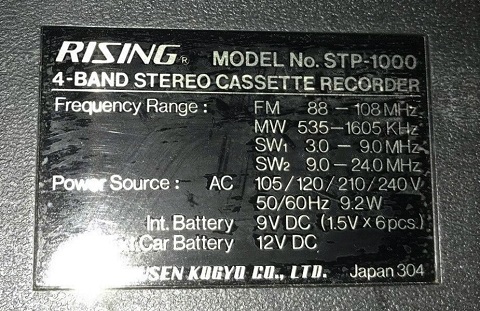 RISING ® MODEL No. STP-1000
4-BAND STEREO CASSETTE RECORDER
Frequency Range : FM 88 – 108 MHz
MW 535-1605 KHz
SW1 3.0 – 9.0 MHz
SW2 9.0-24.0 MHz
Power Source : AC 105/120/210/240 V
50/60Hz 9.2W
Int. Battery 9V DC (1.5V x 6 pcs.)
Car Battery 12V DC
KOGYO CO., LTD. Japan 304